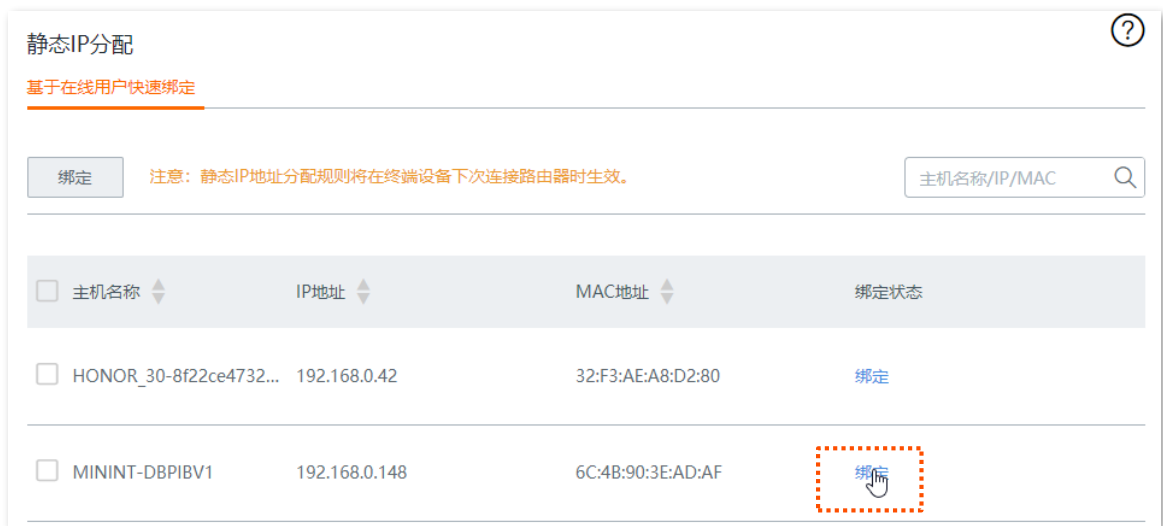 静态IP分配
基于在线用户快速绑定
绑定 注意：静态IP地址分配规则将在终端设备下次连接路由器时生效。 主机名称/IP/MAC
主机名称 IP地址 MAC地址 绑定状态
HONOR_30-8f22ce4732... 192.168.0.42 32:F3:AE:A8:D2:80 绑定
MININT-DBPIBV1 192.168.0.148 6C:4B:90:3E:AD:AF 绑定